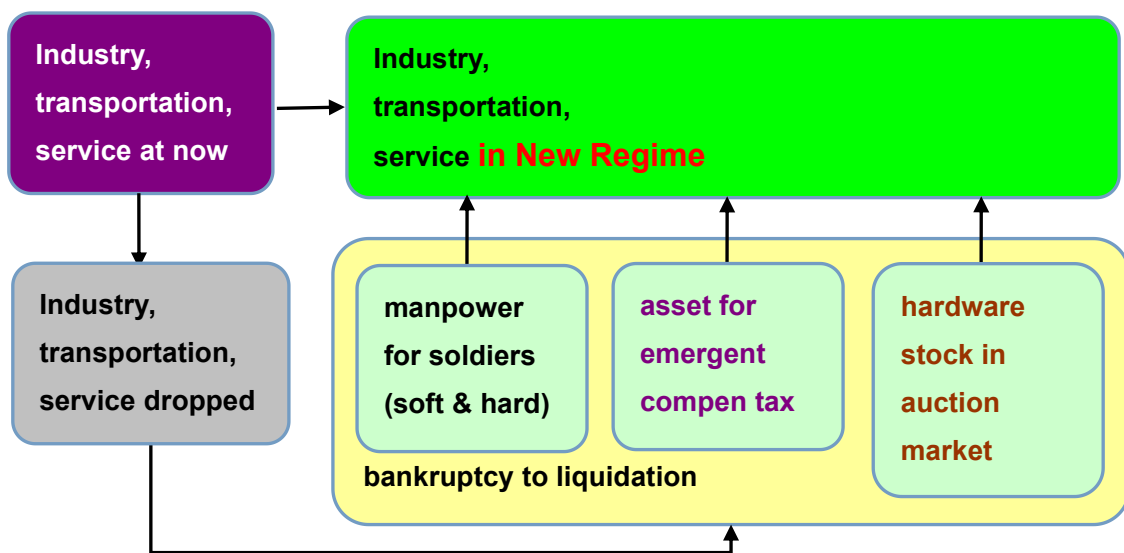 Industry,
transportation,
service at now
Industry,
transportation,
service in New Regime
Industry,
transportation,
service dropped
manpower
for soldiers
(soft & hard)
asset for
emergent
compen tax
hardware
stock in
auction
market
bankruptcy to liquidation